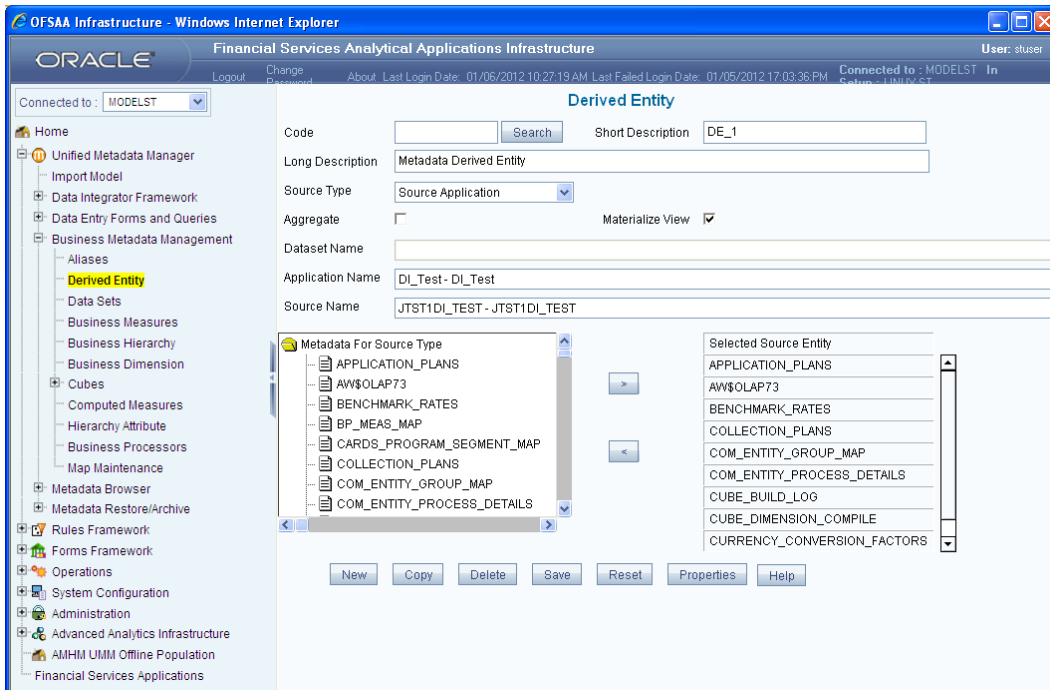 OFSAA Infrastructure - Windows Internet Explorer
ORACLE
Financial Services Analytical Applications Infrastructure
User: stuser
Logout Change Password About Last Login Date: 01/06/2012 10:27:19 AM Last Failed Login Date: 01/05/2012 17:03:36:PM Connected to : MODELST In Setup : LINUX ST
Connected to : MODELST
Home
Unified Metadata Manager
Import Model
Data Integrator Framework
Data Entry Forms and Queries
Business Metadata Management
Aliases
Derived Entity
Data Sets
Business Measures
Business Hierarchy
Business Dimension
Cubes
Computed Measures
Hierarchy Attribute
Business Processors
Map Maintenance
Metadata Browser
Metadata Restore/Archive
Rules Framework
Forms Framework
Operations
System Configuration
Administration
Advanced Analytics Infrastructure
AMHM UMM Offline Population
Financial Services Applications
Derived Entity
Code Search Short Description DE_1
Long Description Metadata Derived Entity
Source Type Source Application
Aggregate Materialize View
Dataset Name
Application Name DI_Test - DI_Test
Source Name JTST1DI_TEST - JTST1DI_TEST
Metadata For Source Type
APPLICATION_PLANS
AW$OLAP73
BENCHMARK_RATES
BP_MEAS_MAP
CARDS_PROGRAM_SEGMENT_MAP
COLLECTION_PLANS
COM_ENTITY_GROUP_MAP
COM_ENTITY_PROCESS_DETAILS
>
<
Selected Source Entity
APPLICATION_PLANS
AW$OLAP73
BENCHMARK_RATES
COLLECTION_PLANS
COM_ENTITY_GROUP_MAP
COM_ENTITY_PROCESS_DETAILS
CUBE_BUILD_LOG
CUBE_DIMENSION_COMPILE
CURRENCY_CONVERSION_FACTORS
New Copy Delete Save Reset Properties Help